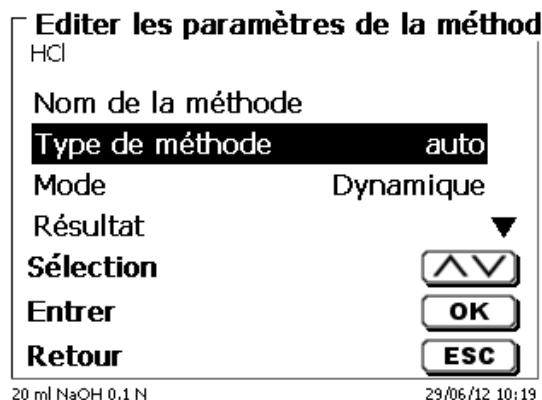 Editer les paramètres de la méthod
HCl
Nom de la méthode
Type de méthode auto
Mode Dynamique
Résultat
Sélection
Entrer OK
Retour ESC
20 ml NaOH 0.1 N 29/06/12 10:19